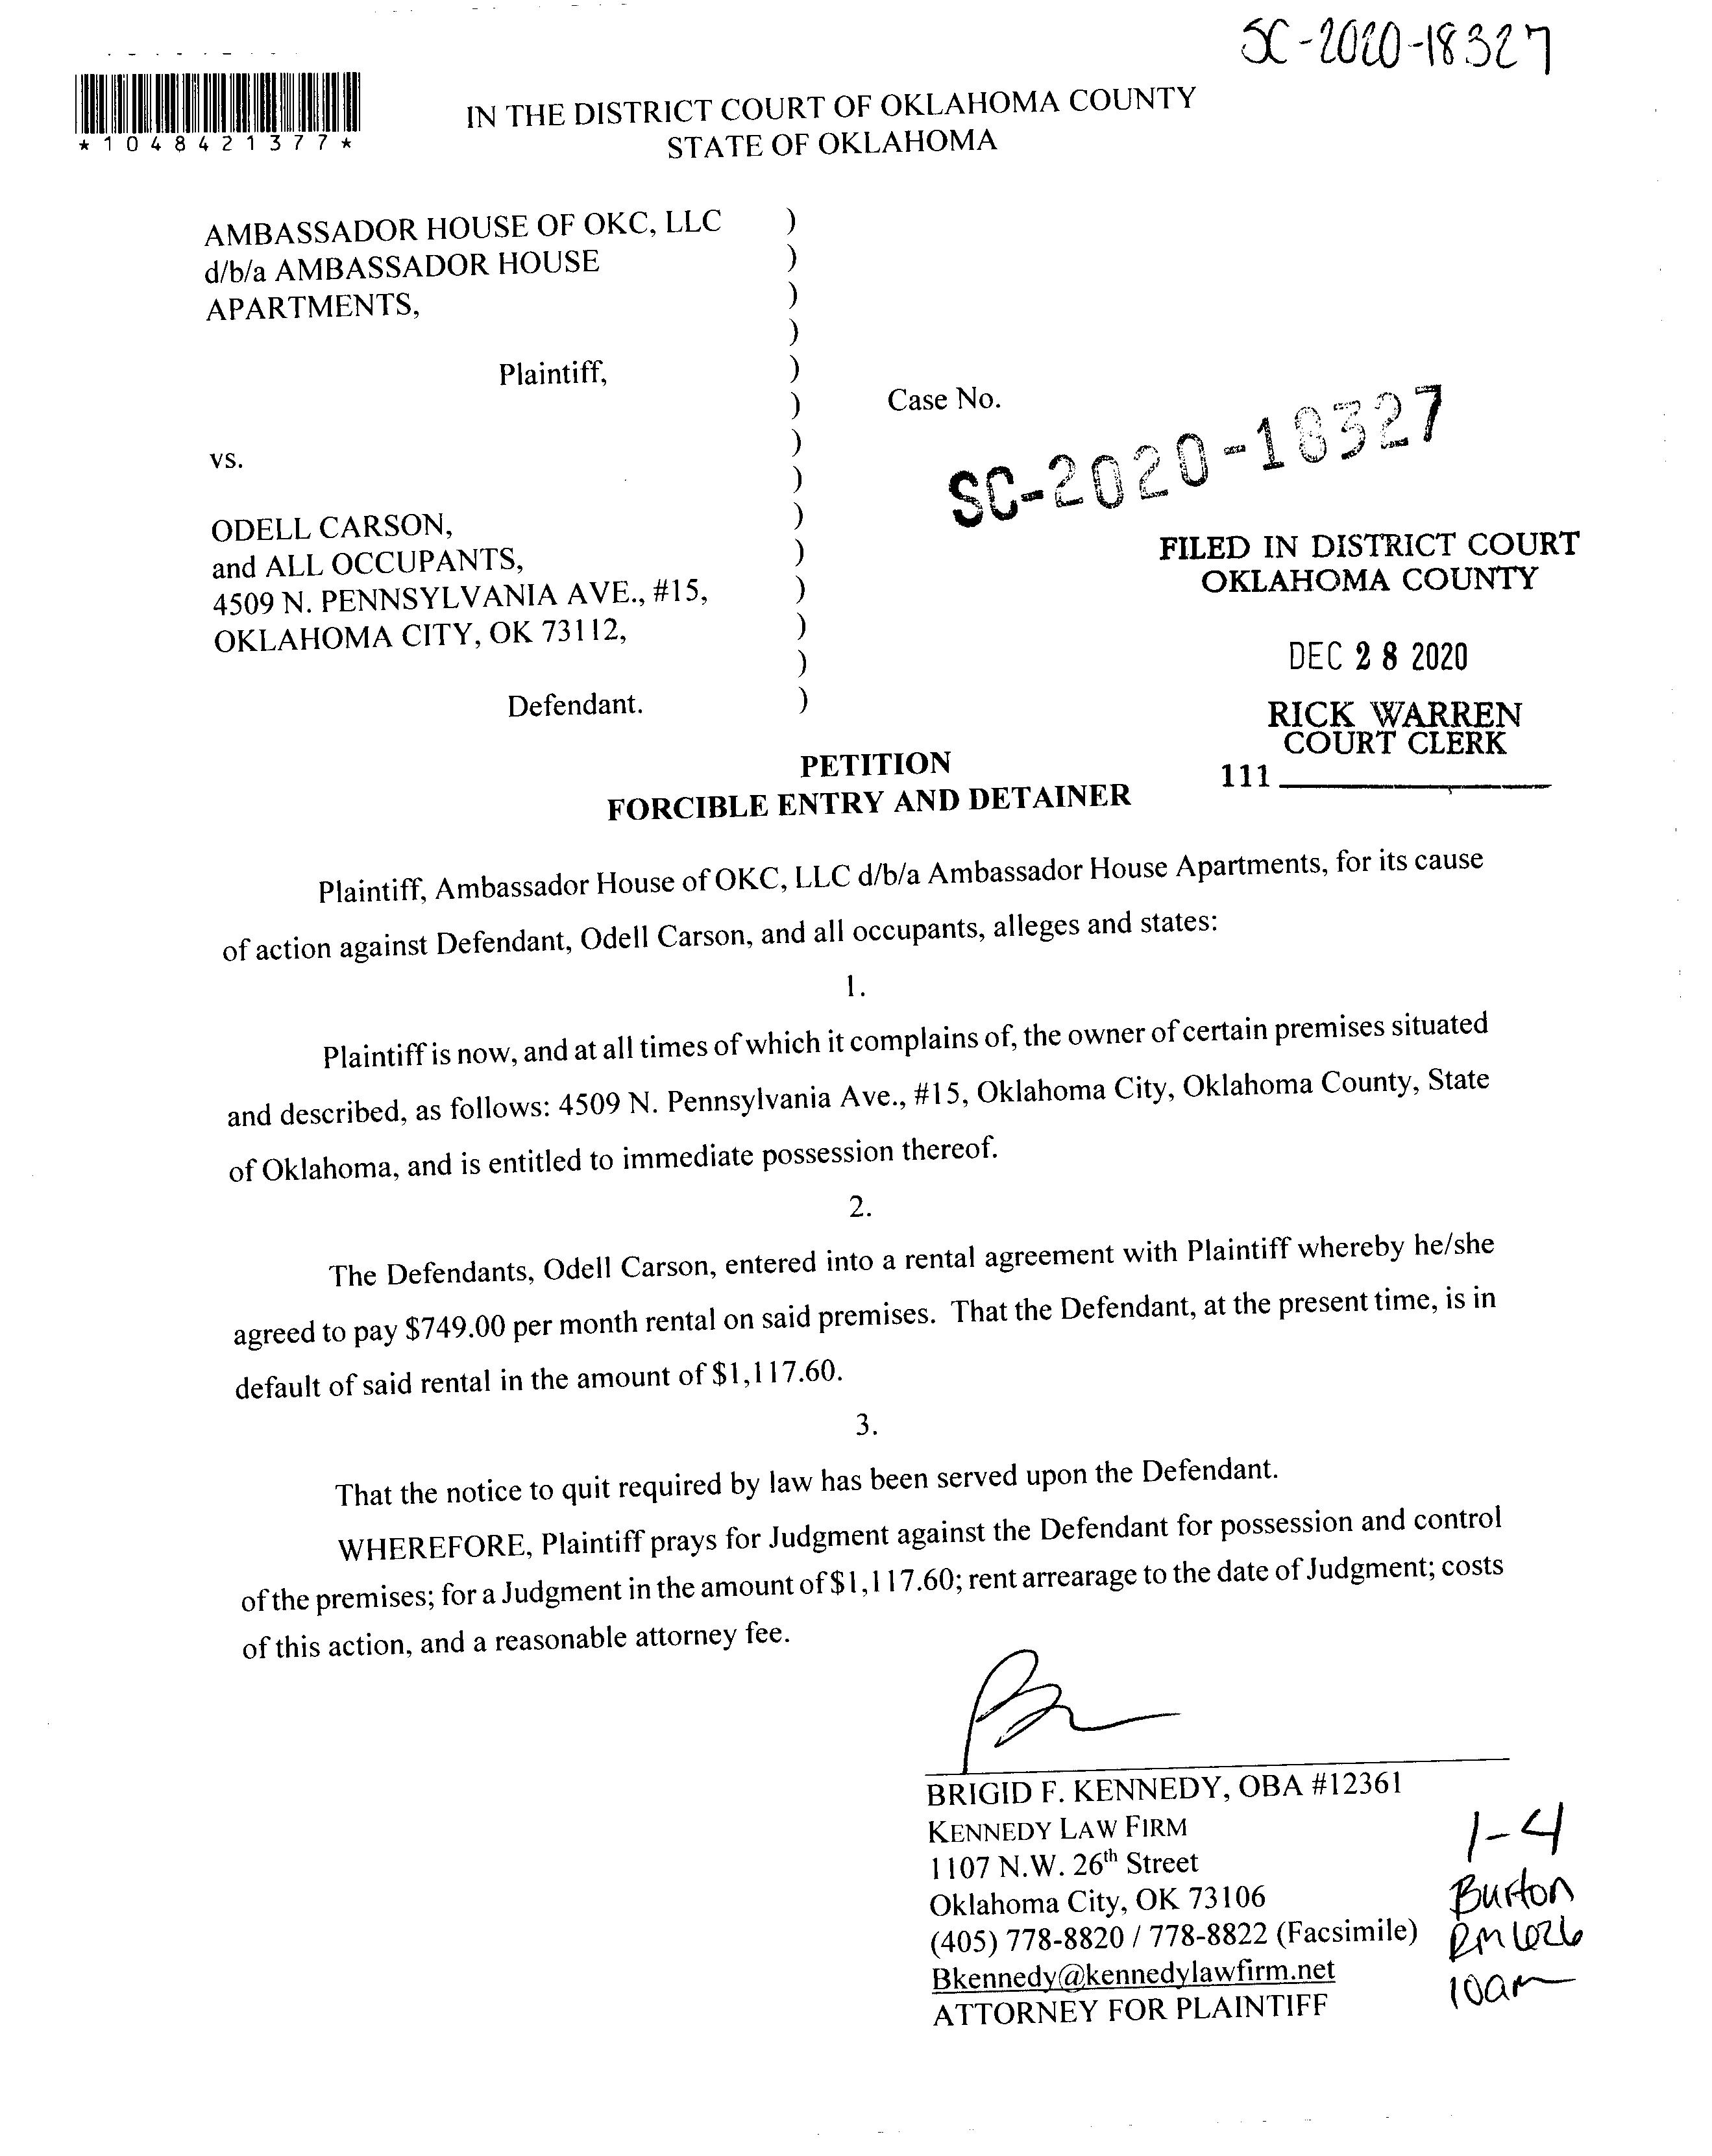 SC-2020-18327
*1048421377*
IN THE DISTRICT COURT OF OKLAHOMA COUNTY
STATE OF OKLAHOMA
AMBASSADOR HOUSE OF OKC, LLC )
d/b/a AMBASSADOR HOUSE )
APARTMENTS, )
)
Plaintiff, )
) Case No.
)
vs. )
SC-2020-18327
ODELL CARSON, )
and ALL OCCUPANTS, )
4509 N. PENNSYLVANIA AVE., #15, )
OKLAHOMA CITY, OK 73112, )
)
Defendant. )
FILED IN DISTRICT COURT
OKLAHOMA COUNTY
DEC 28 2020
RICK WARREN
COURT CLERK
111
PETITION
FORCIBLE ENTRY AND DETAINER
Plaintiff, Ambassador House of OKC, LLC d/b/a Ambassador House Apartments, for its cause
of action against Defendant, Odell Carson, and all occupants, alleges and states:
1.
Plaintiff is now, and at all times of which it complains of, the owner of certain premises situated
and described, as follows: 4509 N. Pennsylvania Ave., #15, Oklahoma City, Oklahoma County, State
of Oklahoma, and is entitled to immediate possession thereof.
2.
The Defendants, Odell Carson, entered into a rental agreement with Plaintiff whereby he/she
agreed to pay $749.00 per month rental on said premises. That the Defendant, at the present time, is in
default of said rental in the amount of $1,117.60.
3.
That the notice to quit required by law has been served upon the Defendant.
WHEREFORE, Plaintiff prays for Judgment against the Defendant for possession and control
of the premises; for a Judgment in the amount of $1,117.60; rent arrearage to the date of Judgment; costs
of this action, and a reasonable attorney fee.
BRIGID F. KENNEDY, OBA #12361
KENNEDY LAW FIRM
1107 N.W. 26th Street
Oklahoma City, OK 73106
(405) 778-8820 / 778-8822 (Facsimile)
Bkennedy@kennedylawfirm.net
ATTORNEY FOR PLAINTIFF
1-4
Burton
RM 626
10am